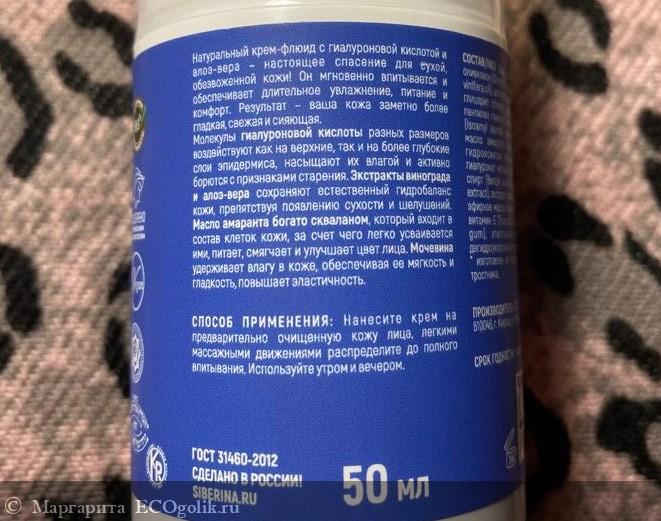 Натуральный крем-флюид с гиалуроновой кислотой и
алоэ-вера – настоящее спасение для сухой,
обезвоженной кожи! Он мгновенно впитывается и
обеспечивает длительное увлажнение, питание и
комфорт. Результат – ваша кожа заметно более
гладкая, свежая и сияющая.
Молекулы гиалуроновой кислоты разных размеров
воздействуют как на верхние, так и на более глубокие
слои эпидермиса, насыщают их влагой и активно
борются с признаками старения. Экстракты винограда
и алоэ-вера сохраняют естественный гидробаланс
кожи, препятствуя появлению сухости и шелушений.
Масло амаранта богато скваланом, который входит в
состав клеток кожи, за счет чего легко усваивается
ими, питает, смягчает и улучшает цвет лица. Мочевина
удерживает влагу в коже, обеспечивая ее мягкость и
гладкость, повышает эластичность.
СПОСОБ ПРИМЕНЕНИЯ: Нанесите крем на
предварительно очищенную кожу лица, легкими
массажными движениями распределите до полного
впитывания. Используйте утром и вечером.
ГОСТ 31460-2012
СДЕЛАНО В РОССИИ!
SIBERINA.RU
50 мл
vinifera oil),
глицерин
масло
спирт
extract),
витамин Е
gum),
тростника.
610046, г.
СРОК ГОДНОСТИ
© Маргарита ECOgolik.ru